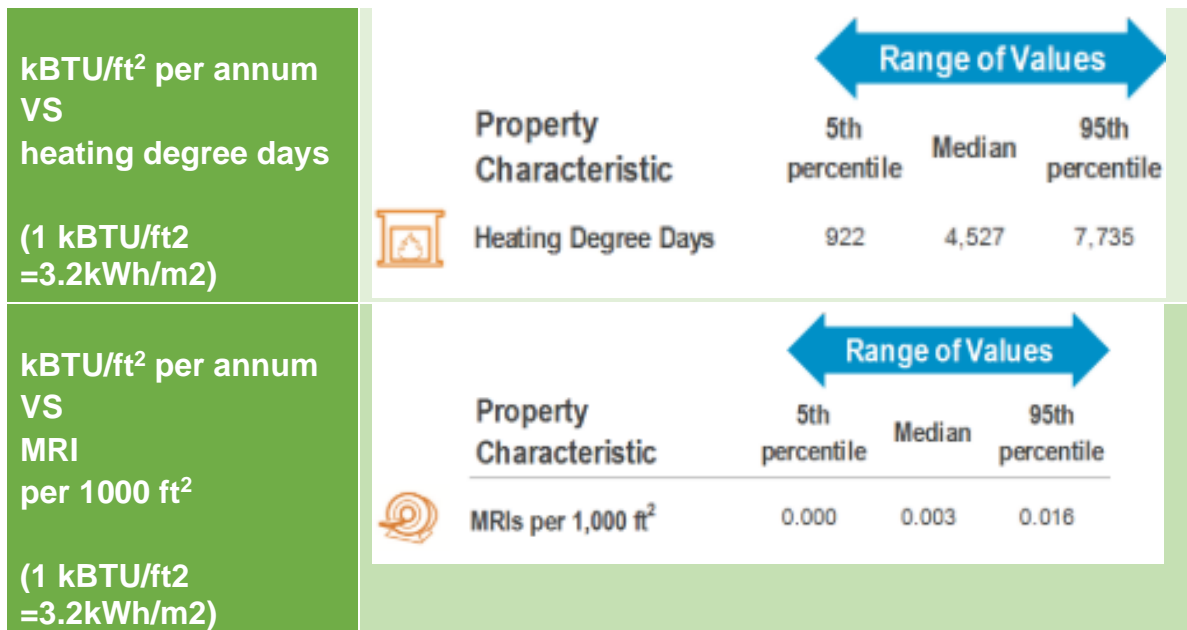 kBTU/ft² per annum
VS
heating degree days
(1 kBTU/ft2
=3.2kWh/m2)
Range of Values
Property
Characteristic
5th
percentile
Median
95th
percentile
Heating Degree Days 922 4,527 7,735
kBTU/ft² per annum
VS
MRI
per 1000 ft²
(1 kBTU/ft2
=3.2kWh/m2)
Range of Values
Property
Characteristic
5th
percentile
Median
95th
percentile
MRIs per 1,000 ft² 0.000 0.003 0.016